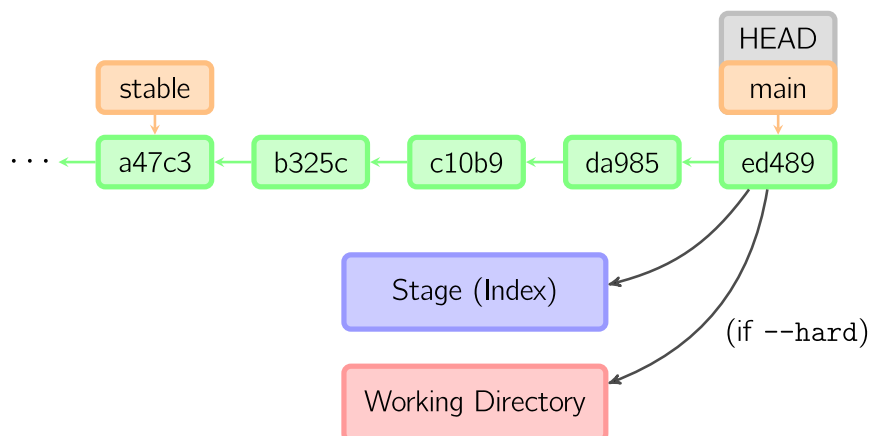 HEAD
stable
main
··· a47c3 b325c c10b9 da985 ed489
Stage (Index)
(if --hard)
Working Directory